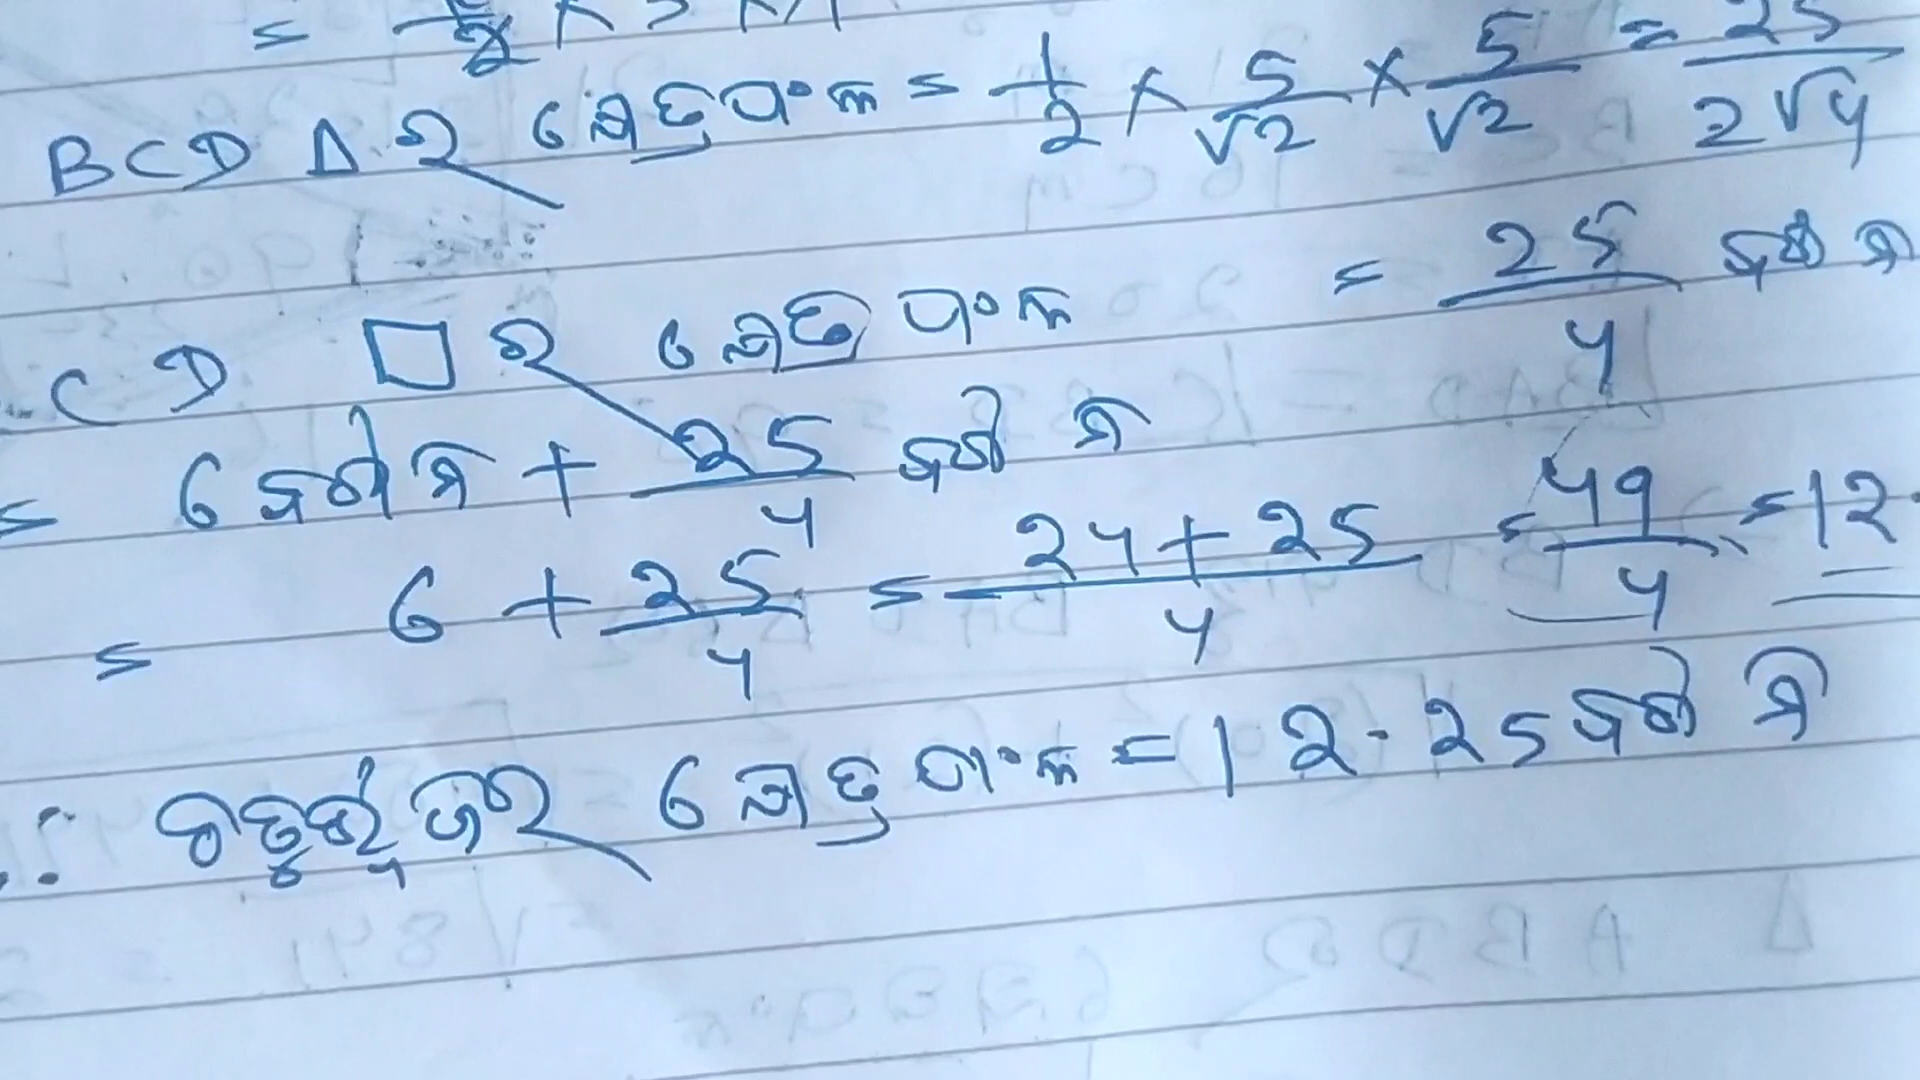 BCD Δ ର କ୍ଷେତ୍ରଫଳ = 1/2 × 5/√2 × 5/√2 = 25/2√4
= 25/4 ବର୍ଗ ମି
CD □ ର କ୍ଷେତ୍ରଫଳ
= 6 ବର୍ଗ ମି + 25/4 ବର୍ଗ ମି
= 6 + 25/4 = 24+25/4 = 49/4 = 12.
∴ ଚତୁର୍ଭୁଜର କ୍ଷେତ୍ରଫଳ = 12.25 ବର୍ଗ ମି